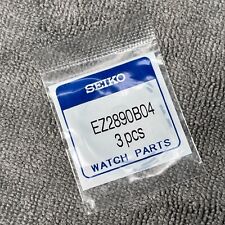 SEIKO
EZ2890B04
3 pcs
WATCH PARTS